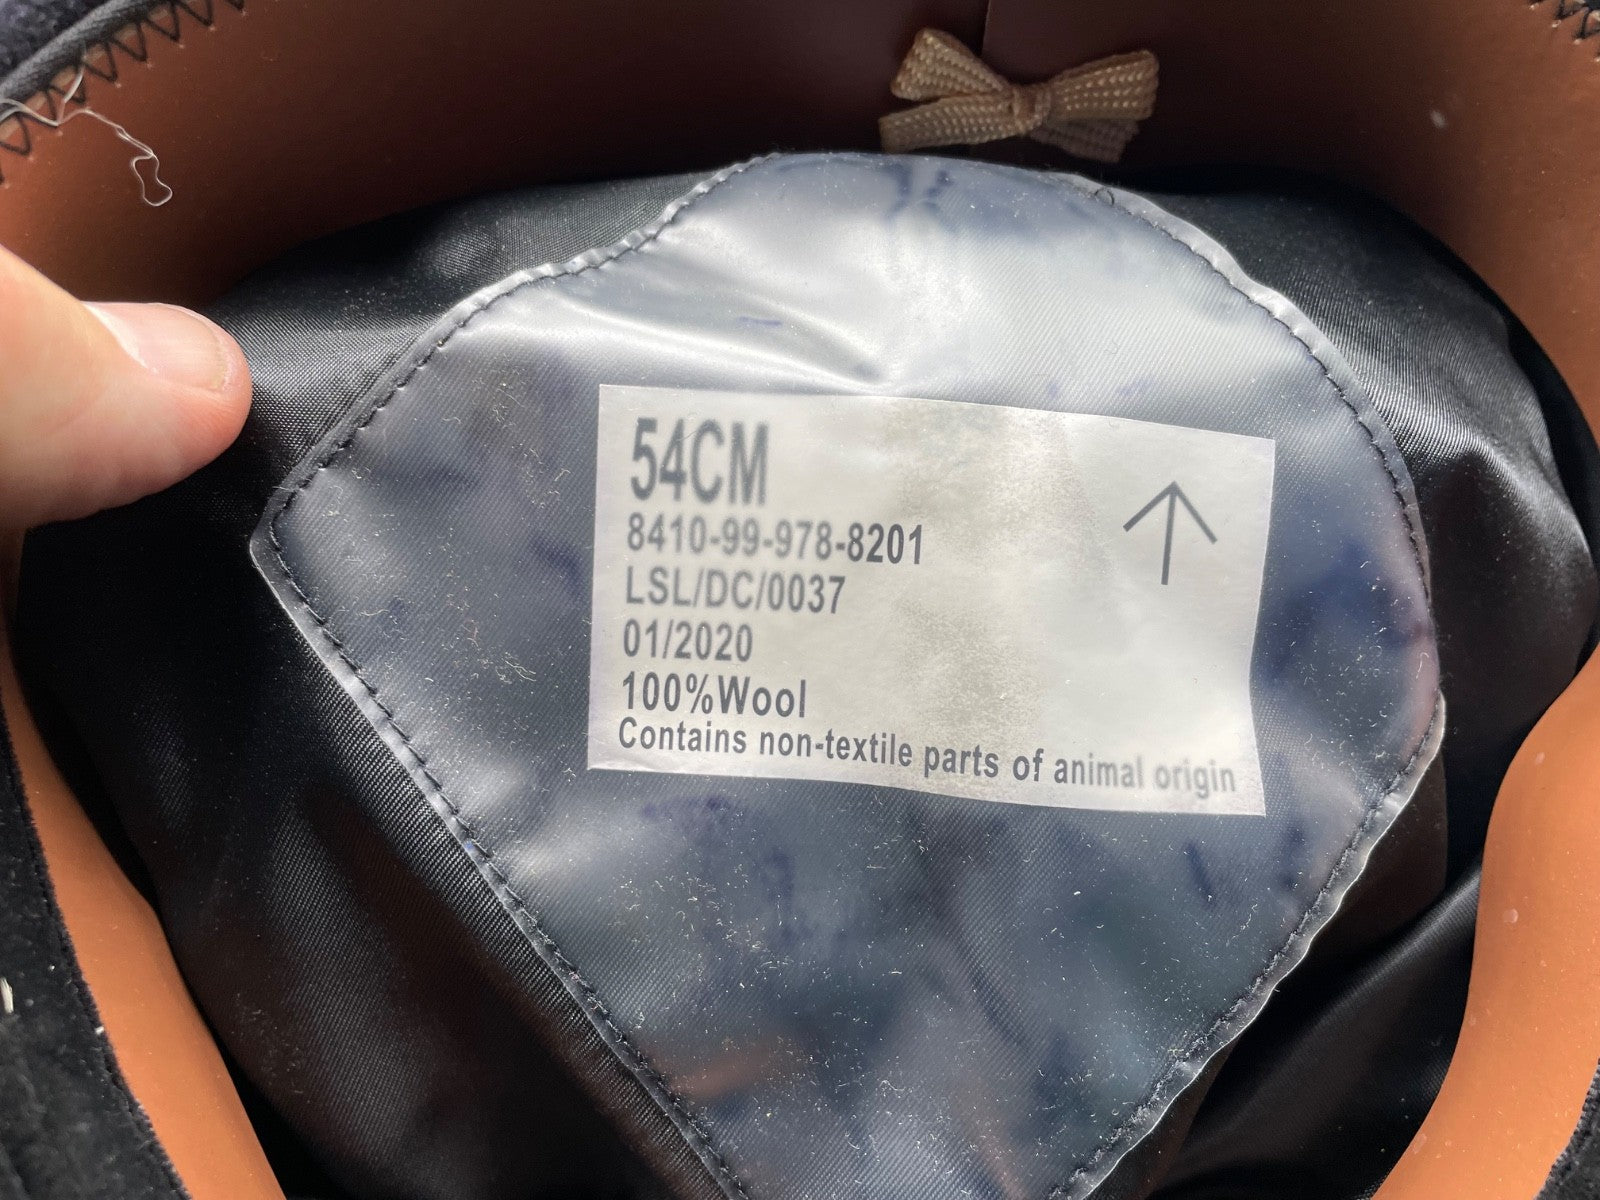 54CM
8410-99-978-8201
LSL/DC/0037
01/2020
100%Wool
Contains non-textile parts of animal origin